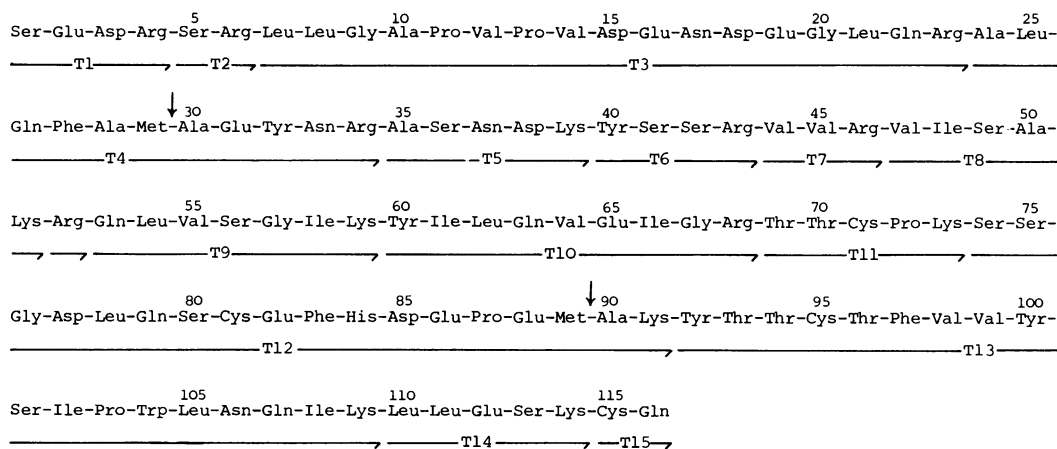 5 10 15 20 25
Ser-Glu-Asp-Arg-Ser-Arg-Leu-Leu-Gly-Ala-Pro-Val-Pro-Val-Asp-Glu-Asn-Asp-Glu-Gly-Leu-Gln-Arg-Ala-Leu-
T1 T2 T3
30 35 40 45 50
Gln-Phe-Ala-Met-Ala-Glu-Tyr-Asn-Arg-Ala-Ser-Asn-Asp-Lys-Tyr-Ser-Ser-Arg-Val-Val-Arg-Val-Ile-Ser-Ala-
T4 T5 T6 T7 T8
55 60 65 70 75
Lys-Arg-Gln-Leu-Val-Ser-Gly-Ile-Lys-Tyr-Ile-Leu-Gln-Val-Glu-Ile-Gly-Arg-Thr-Thr-Cys-Pro-Lys-Ser-Ser-
T9 T10 T11
80 85 90 95 100
Gly-Asp-Leu-Gln-Ser-Cys-Glu-Phe-His-Asp-Glu-Pro-Glu-Met-Ala-Lys-Tyr-Thr-Thr-Cys-Thr-Phe-Val-Val-Tyr-
T12 T13
105 110 115
Ser-Ile-Pro-Trp-Leu-Asn-Gln-Ile-Lys-Leu-Leu-Glu-Ser-Lys-Cys-Gln
T14 T15